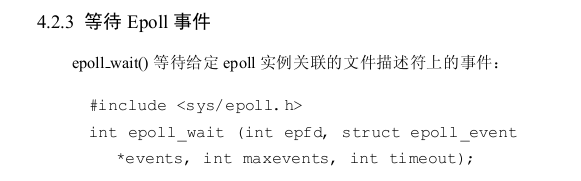 4.2.3 等待 Epoll 事件
epoll_wait() 等待给定 epoll 实例关联的文件描述符上的事件：
#include <sys/epoll.h>
int epoll_wait (int epfd, struct epoll_event
*events, int maxevents, int timeout);